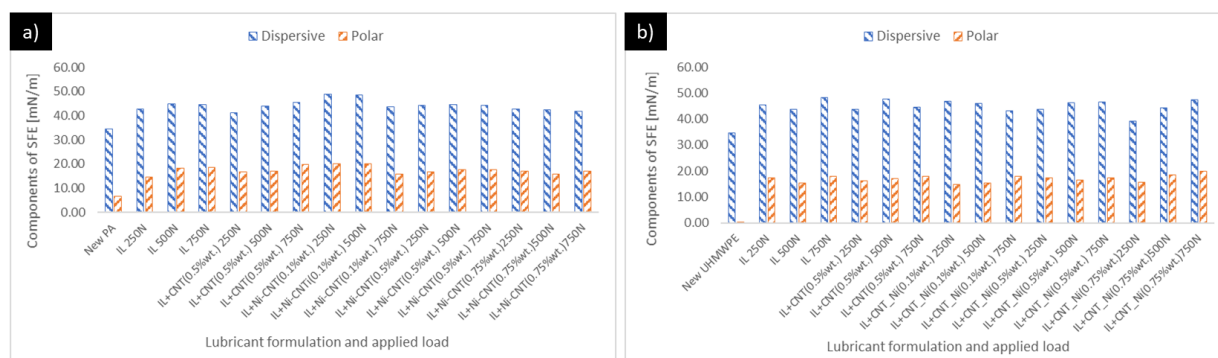 a)
Dispersive Polar
Components of SFE [mN/m]
60.00
50.00
40.00
30.00
20.00
10.00
0.00
New PA
IL 250N
IL 500N
IL 750N
IL+CNT(0.5%wt.) 250N
IL+CNT(0.5%wt.) 500N
IL+CNT(0.5%wt.) 750N
IL+Ni-CNT(0.1%wt.) 250N
IL+Ni-CNT(0.1%wt.) 500N
IL+Ni-CNT(0.1%wt.) 750N
IL+Ni-CNT(0.5%wt.) 250N
IL+Ni-CNT(0.5%wt.) 500N
IL+Ni-CNT(0.5%wt.) 750N
IL+Ni-CNT(0.75%wt.)250N
IL+Ni-CNT(0.75%wt.)500N
IL+Ni-CNT(0.75%wt.)750N
Lubricant formulation and applied load
b)
Dispersive Polar
Components of SFE [mN/m]
60.00
50.00
40.00
30.00
20.00
10.00
0.00
New UHMWPE
IL 250N
IL 500N
IL 750N
IL+CNT(0.5%wt.) 250N
IL+CNT(0.5%wt.) 500N
IL+CNT(0.5%wt.) 750N
IL+CNT_Ni(0.1%wt.) 250N
IL+CNT_Ni(0.1%wt.) 500N
IL+CNT_Ni(0.1%wt.) 750N
IL+CNT_Ni(0.5%wt.) 250N
IL+CNT_Ni(0.5%wt.) 500N
IL+CNT_Ni(0.5%wt.) 750N
IL+CNT_Ni(0.75%wt.)250N
IL+CNT_Ni(0.75%wt.)500N
IL+CNT_Ni(0.75%wt.)750N
Lubricant formulation and applied load